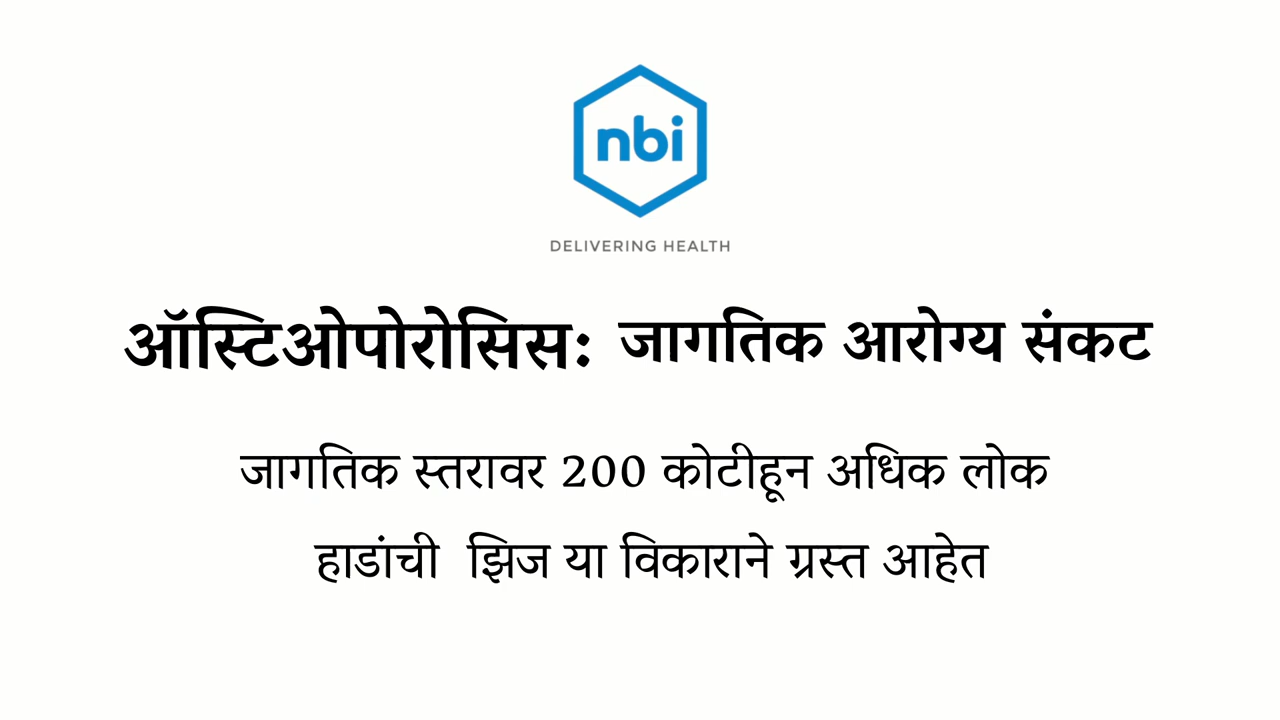 nbi
DELIVERING HEALTH
ऑस्टिओपोरोसिस: जागतिक आरोग्य संकट
जागतिक स्तरावर 200 कोटीहून अधिक लोक
हाडांची झिज या विकाराने ग्रस्त आहेत